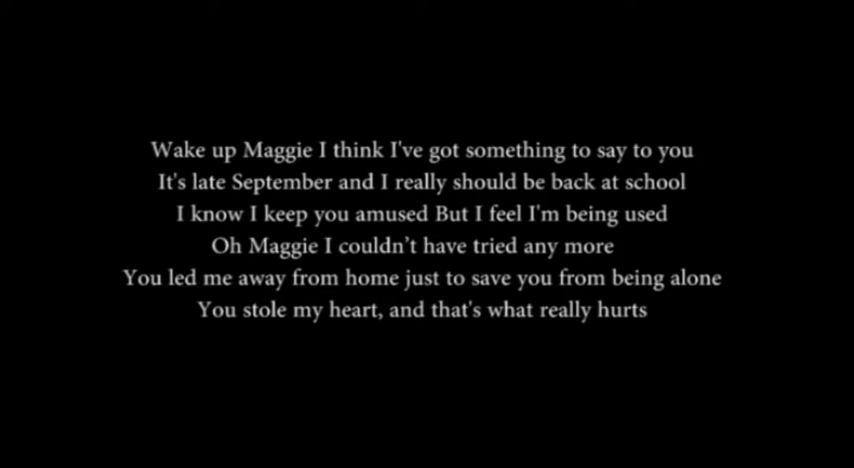 Wake up Maggie I think I've got something to say to you
It's late September and I really should be back at school
I know I keep you amused But I feel I'm being used
Oh Maggie I couldn’t have tried any more
You led me away from home just to save you from being alone
You stole my heart, and that's what really hurts